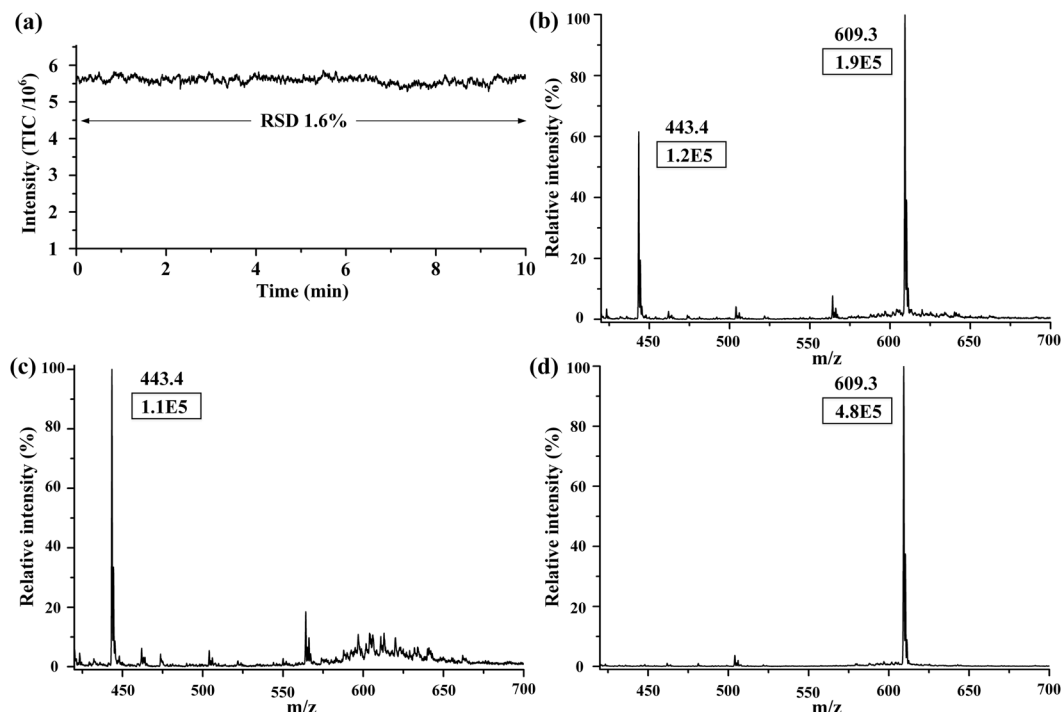 (a)
Intensity (TIC /10⁶)
6
5
4
3
2
1
RSD 1.6%
0 2 4 6 8 10
Time (min)
(b)
Relative intensity (%)
100
80
60
40
20
0
609.3
1.9E5
443.4
1.2E5
450 500 550 600 650 700
m/z
(c)
Relative intensity (%)
100
80
60
40
20
0
443.4
1.1E5
450 500 550 600 650 700
m/z
(d)
Relative intensity (%)
100
80
60
40
20
0
609.3
4.8E5
450 500 550 600 650 700
m/z